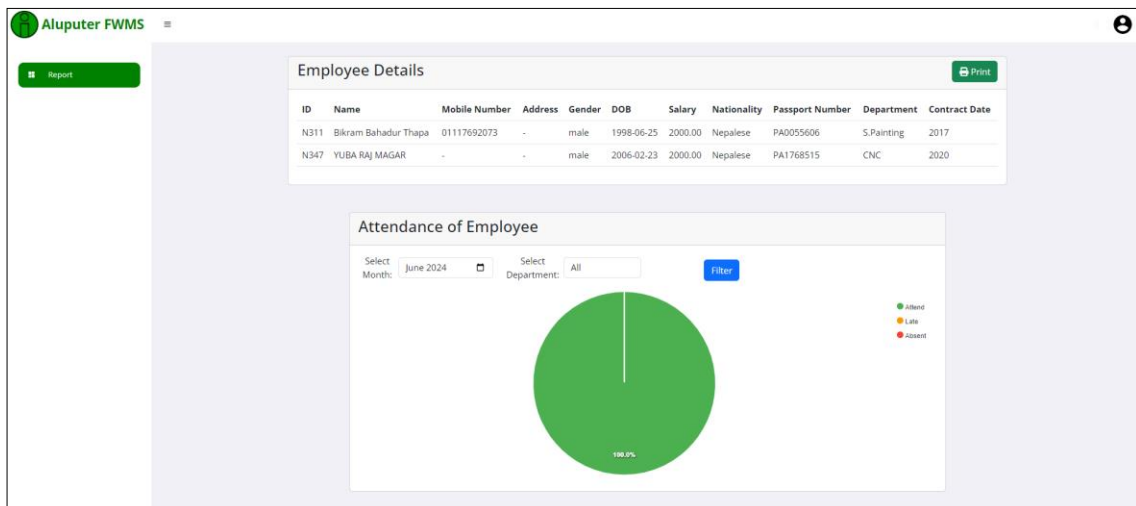 Aluputer FWMS
Report
Employee Details
Print
ID Name Mobile Number Address Gender DOB Salary Nationality Passport Number Department Contract Date
N311 Bikram Bahadur Thapa 01117692073 - male 1998-06-25 2000.00 Nepalese PA0055606 S.Painting 2017
N347 YUBA RAJ MAGAR - - male 2006-02-23 2000.00 Nepalese PA1768515 CNC 2020
Attendance of Employee
Select Month: June 2024 Select Department: All Filter
Attend
Late
Absent
100.0%